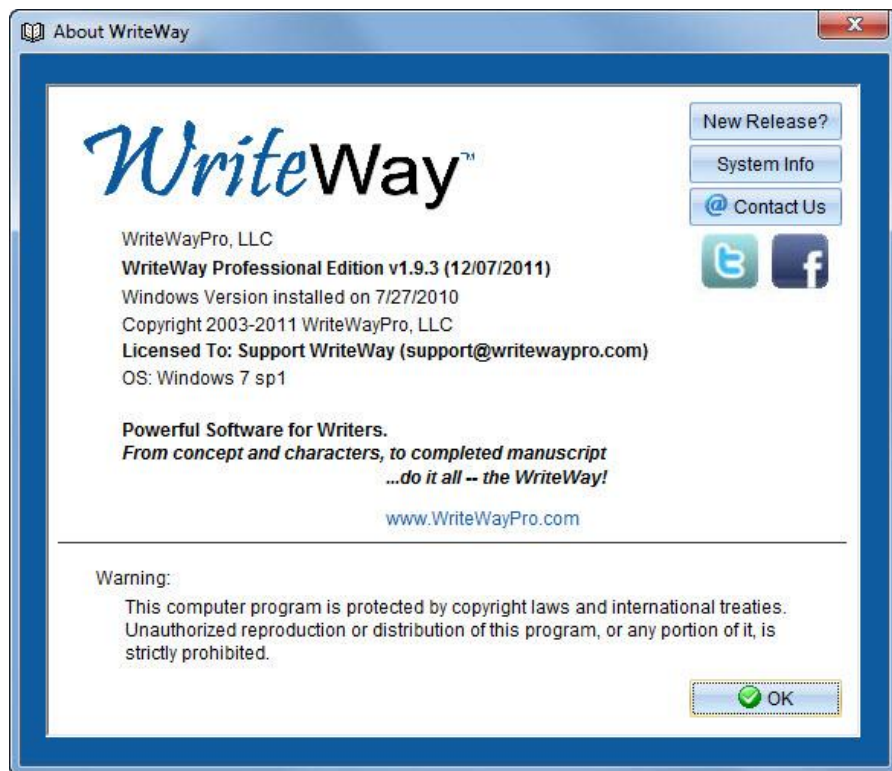 About WriteWay
WriteWay™
New Release?
System Info
@ Contact Us
WriteWayPro, LLC
WriteWay Professional Edition v1.9.3 (12/07/2011)
Windows Version installed on 7/27/2010
Copyright 2003-2011 WriteWayPro, LLC
Licensed To: Support WriteWay (support@writewaypro.com)
OS: Windows 7 sp1
Powerful Software for Writers.
From concept and characters, to completed manuscript
...do it all -- the WriteWay!
www.WriteWayPro.com
Warning:
This computer program is protected by copyright laws and international treaties.
Unauthorized reproduction or distribution of this program, or any portion of it, is
strictly prohibited.
OK